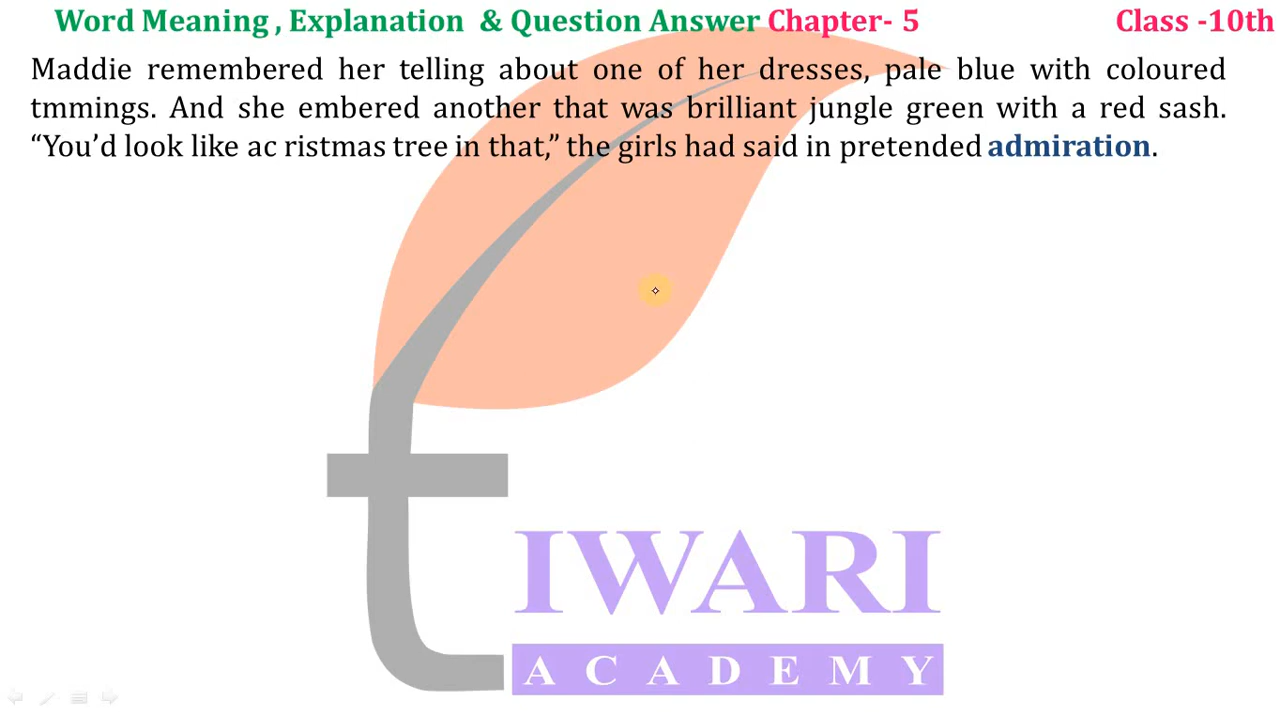 Word Meaning , Explanation & Question Answer Chapter- 5 Class -10th
Maddie remembered her telling about one of her dresses, pale blue with coloured
tmmings. And she embered another that was brilliant jungle green with a red sash.
“You’d look like ac ristmas tree in that,” the girls had said in pretended admiration.
t
IWARI
ACADEMY